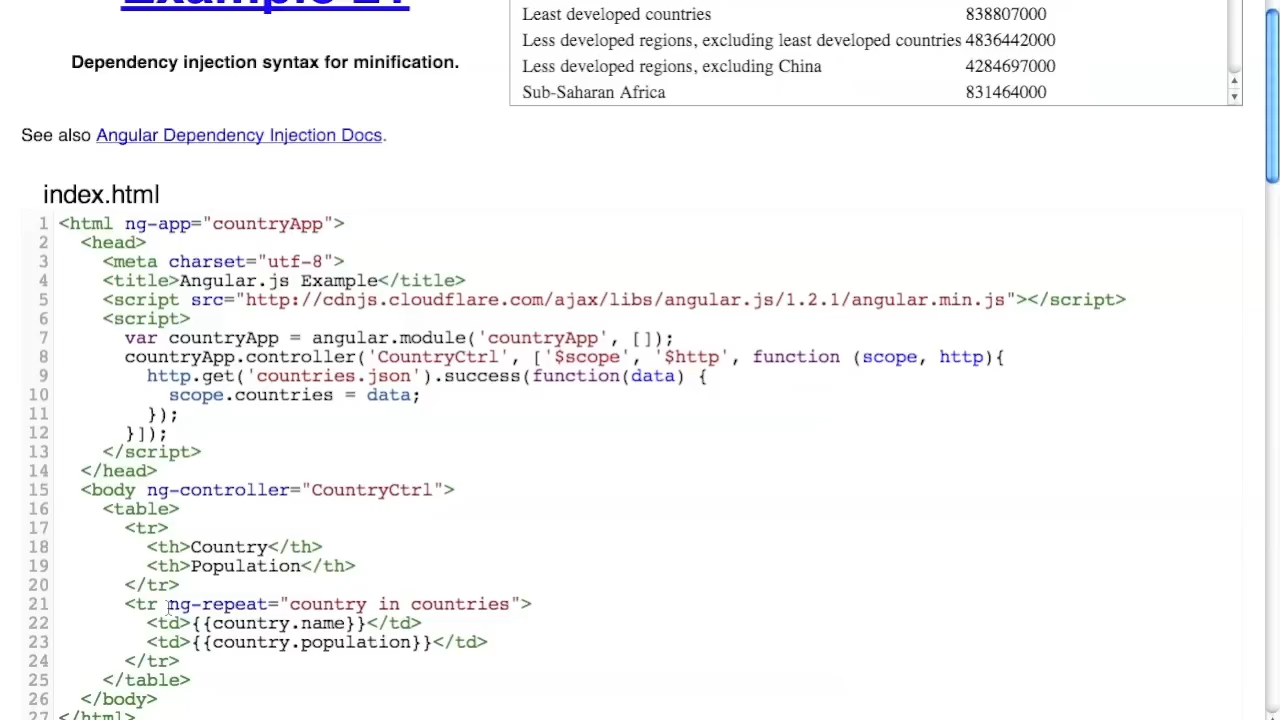 Example 21
Dependency injection syntax for minification.
See also Angular Dependency Injection Docs.
Least developed countries 838807000
Less developed regions, excluding least developed countries 4836442000
Less developed regions, excluding China 4284697000
Sub-Saharan Africa 831464000
index.html
1 <html ng-app="countryApp">
2 <head>
3 <meta charset="utf-8">
4 <title>Angular.js Example</title>
5 <script src="http://cdnjs.cloudflare.com/ajax/libs/angular.js/1.2.1/angular.min.js"></script>
6 <script>
7 var countryApp = angular.module('countryApp', []);
8 countryApp.controller('CountryCtrl', ['$scope', '$http', function (scope, http){
9 http.get('countries.json').success(function(data) {
10 scope.countries = data;
11 });
12 }]);
13 </script>
14 </head>
15 <body ng-controller="CountryCtrl">
16 <table>
17 <tr>
18 <th>Country</th>
19 <th>Population</th>
20 </tr>
21 <tr ng-repeat="country in countries">
22 <td>{{country.name}}</td>
23 <td>{{country.population}}</td>
24 </tr>
25 </table>
26 </body>
27 </html>